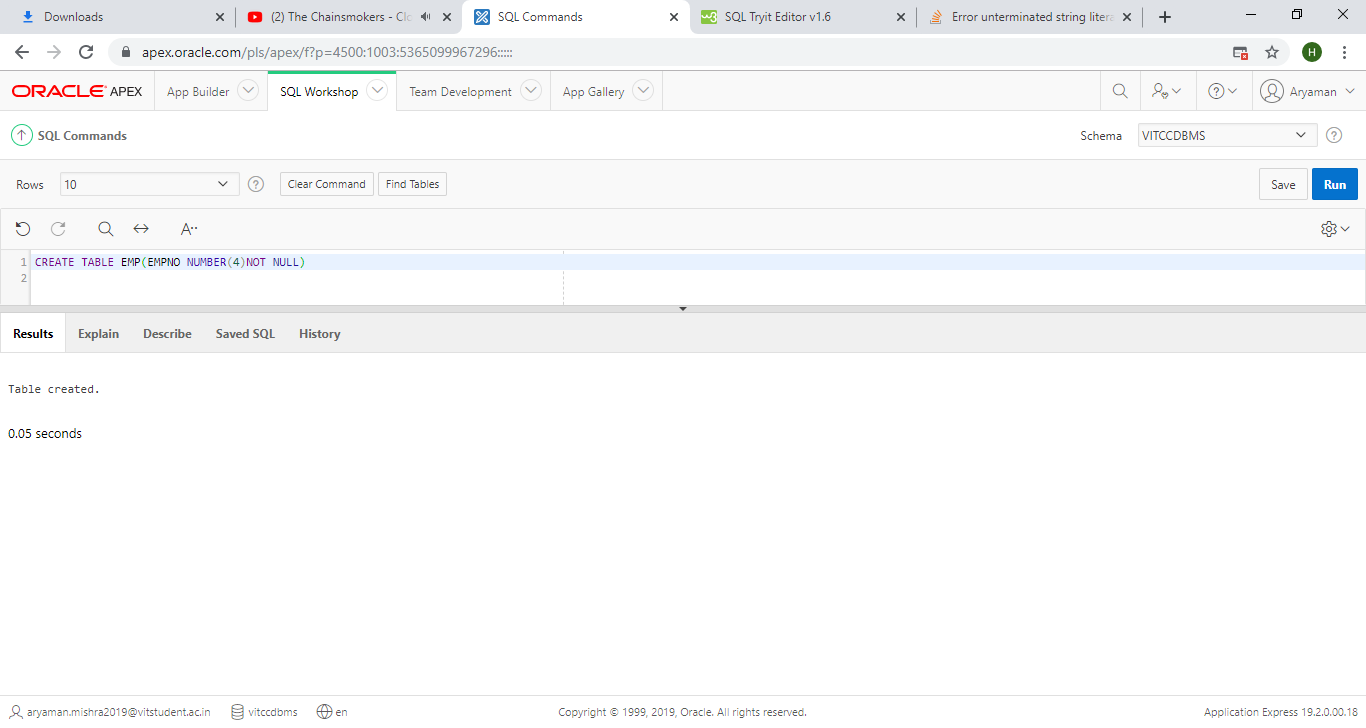 Downloads
(2) The Chainsmokers - Clo
SQL Commands
SQL Tryit Editor v1.6
Error unterminated string litera
apex.oracle.com/pls/apex/f?p=4500:1003:5365099967296:::::
H
ORACLE APEX
App Builder
SQL Workshop
Team Development
App Gallery
Aryaman
SQL Commands
Schema
VITCCDBMS
Rows
10
Clear Command
Find Tables
Save
Run
1 CREATE TABLE EMP(EMPNO NUMBER(4)NOT NULL)
2
Results
Explain
Describe
Saved SQL
History
Table created.
0.05 seconds
aryaman.mishra2019@vitstudent.ac.in
vitccdbms
en
Copyright © 1999, 2019, Oracle. All rights reserved.
Application Express 19.2.0.00.18